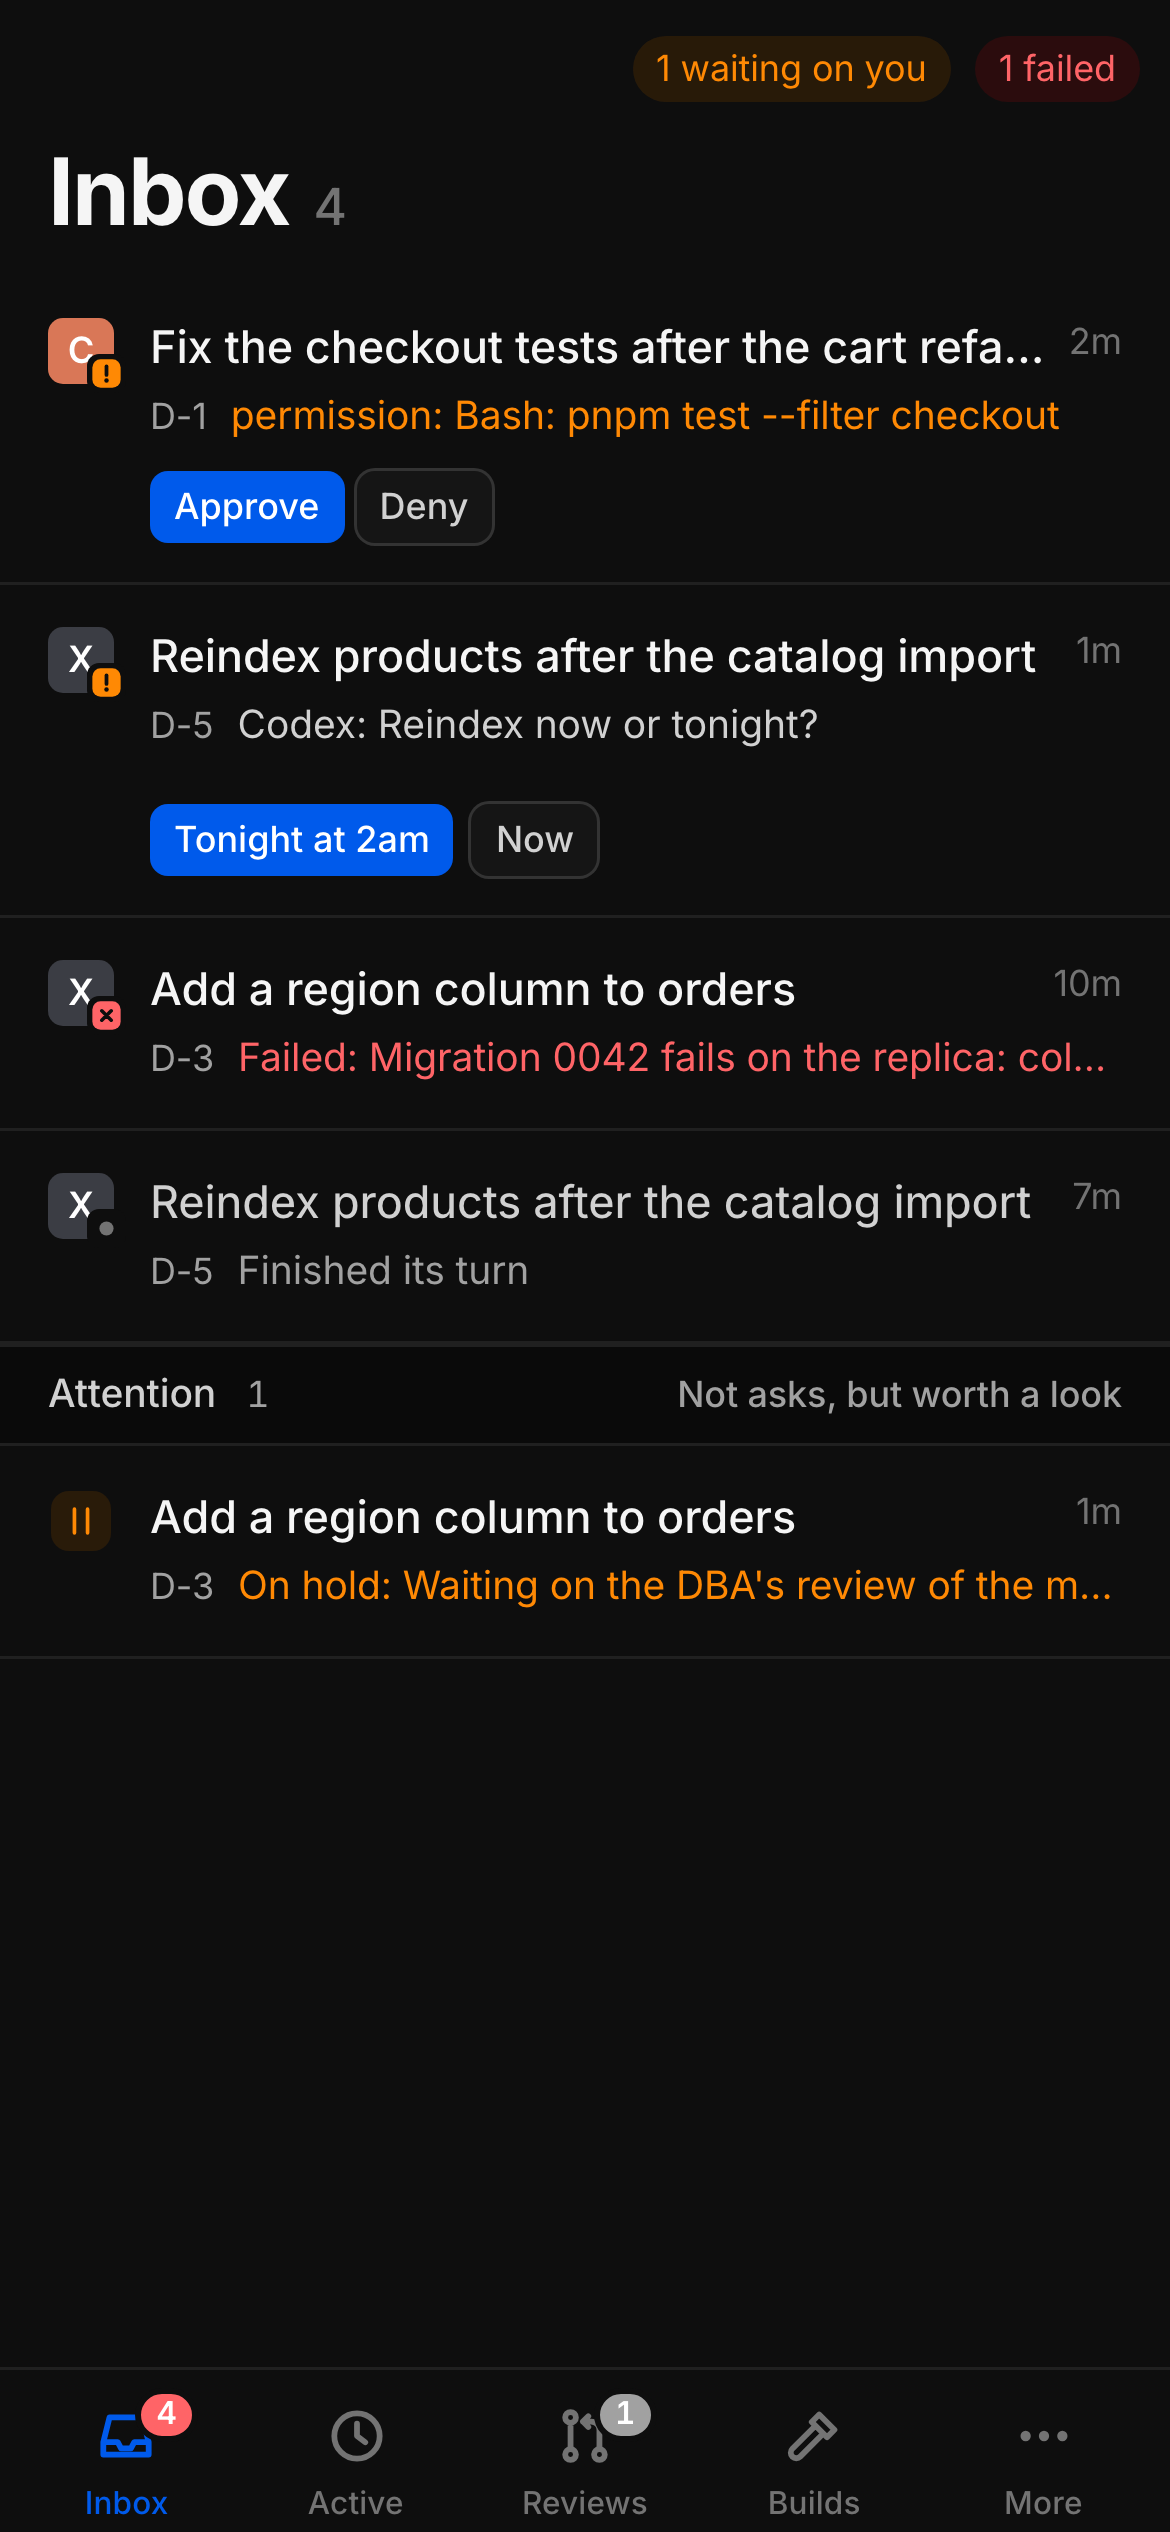 1 waiting on you
1 failed
Inbox 4
C
Fix the checkout tests after the cart refa... 2m
D-1 permission: Bash: pnpm test --filter checkout
Approve Deny
X
Reindex products after the catalog import 1m
D-5 Codex: Reindex now or tonight?
Tonight at 2am Now
X
Add a region column to orders 10m
D-3 Failed: Migration 0042 fails on the replica: col...
X
Reindex products after the catalog import 7m
D-5 Finished its turn
Attention 1 Not asks, but worth a look
Add a region column to orders 1m
D-3 On hold: Waiting on the DBA's review of the m...
4 1
Inbox Active Reviews Builds More